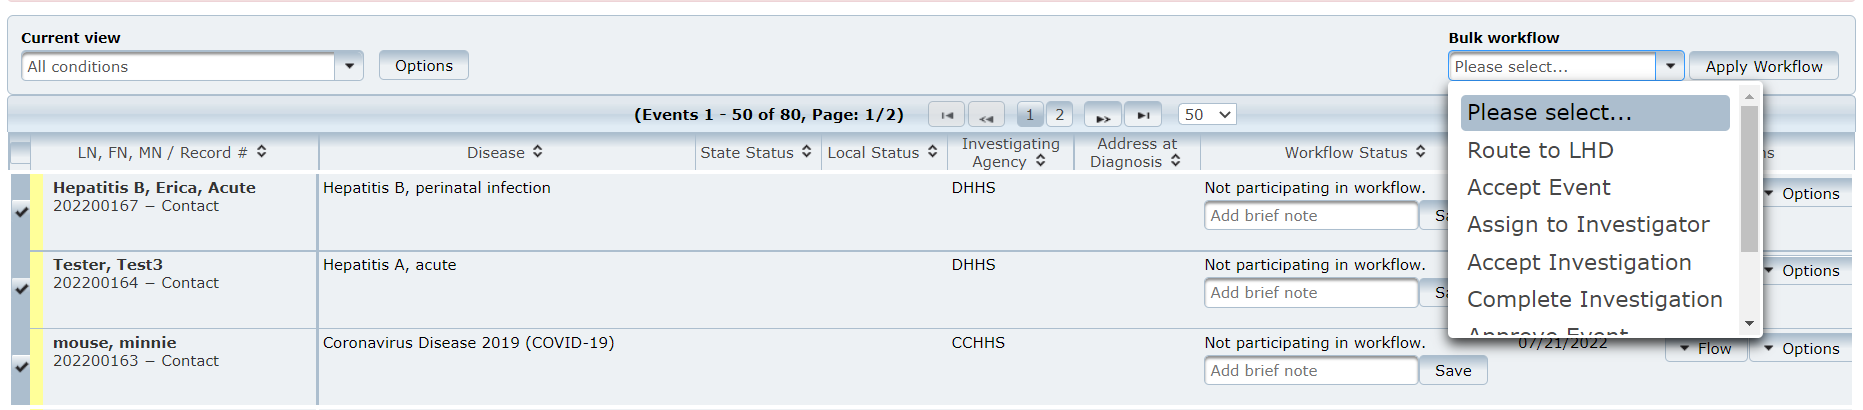 Current view
All conditions
Options
Bulk workflow
Please select...
Apply Workflow
Please select...
Route to LHD
Accept Event
Assign to Investigator
Accept Investigation
Complete Investigation
Approve Event
(Events 1 - 50 of 80, Page: 1/2)
1
2
50
LN, FN, MN / Record #
Disease
State Status
Local Status
Investigating
Agency
Address at
Diagnosis
Workflow Status
Hepatitis B, Erica, Acute
202200167 − Contact
Hepatitis B, perinatal infection
DHHS
Not participating in workflow.
Add brief note
Options
Tester, Test3
202200164 − Contact
Hepatitis A, acute
DHHS
Not participating in workflow.
Add brief note
Options
mouse, minnie
202200163 − Contact
Coronavirus Disease 2019 (COVID-19)
CCHHS
Not participating in workflow.
Add brief note
Save
07/21/2022
Flow
Options